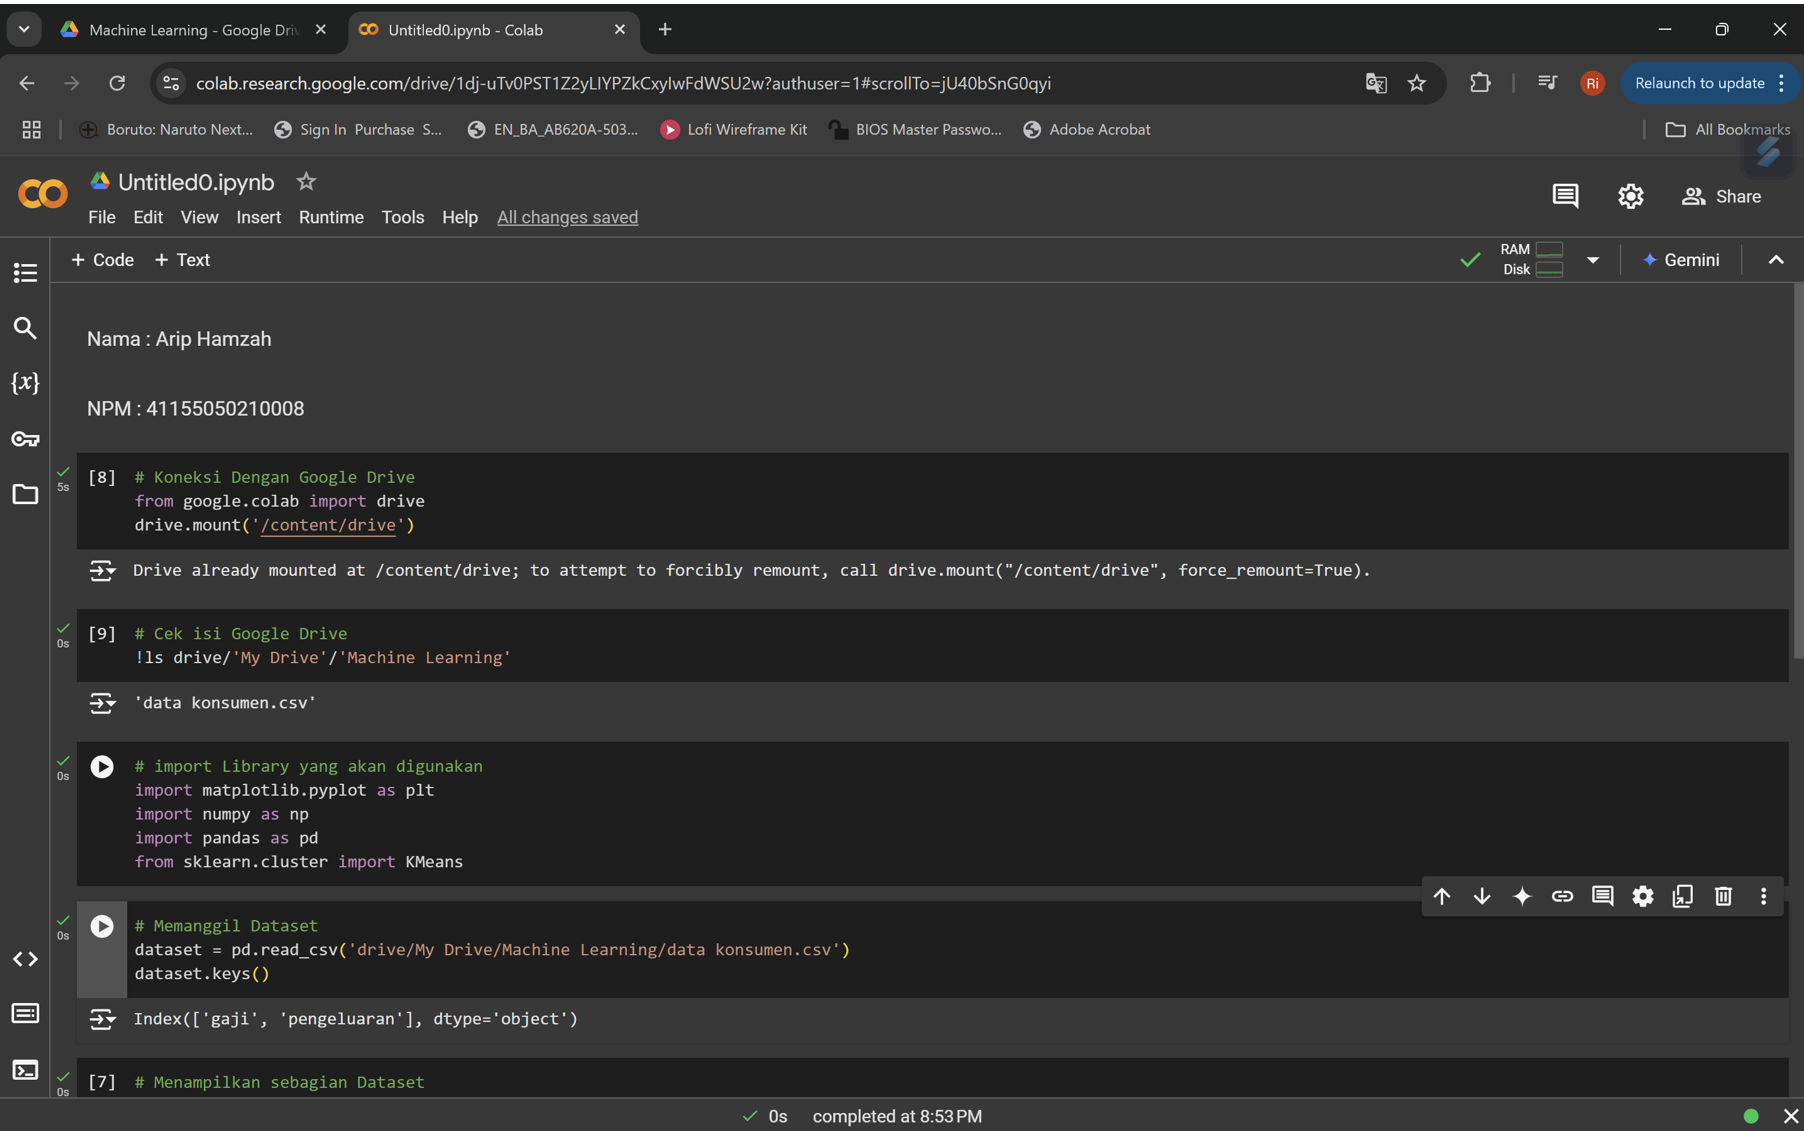 Machine Learning - Google Driv
Untitled0.ipynb - Colab
colab.research.google.com/drive/1dj-uTv0PST1Z2yLIYPZkCxyIwFdWSU2w?authuser=1#scrollTo=jU40bSnG0qyi
Ri
Relaunch to update
Boruto: Naruto Next...
Sign In Purchase S...
EN_BA_AB620A-503...
Lofi Wireframe Kit
BIOS Master Passwo...
Adobe Acrobat
All Bookmarks
Untitled0.ipynb
File Edit View Insert Runtime Tools Help All changes saved
Share
+ Code + Text
RAM
Disk
Gemini
Nama : Arip Hamzah
NPM : 41155050210008
5s
[8] # Koneksi Dengan Google Drive
from google.colab import drive
drive.mount('/content/drive')
Drive already mounted at /content/drive; to attempt to forcibly remount, call drive.mount("/content/drive", force_remount=True).
0s
[9] # Cek isi Google Drive
!ls drive/'My Drive'/'Machine Learning'
'data konsumen.csv'
0s
# import Library yang akan digunakan
import matplotlib.pyplot as plt
import numpy as np
import pandas as pd
from sklearn.cluster import KMeans
0s
# Memanggil Dataset
dataset = pd.read_csv('drive/My Drive/Machine Learning/data konsumen.csv')
dataset.keys()
Index(['gaji', 'pengeluaran'], dtype='object')
0s
[7] # Menampilkan sebagian Dataset
0s completed at 8:53 PM